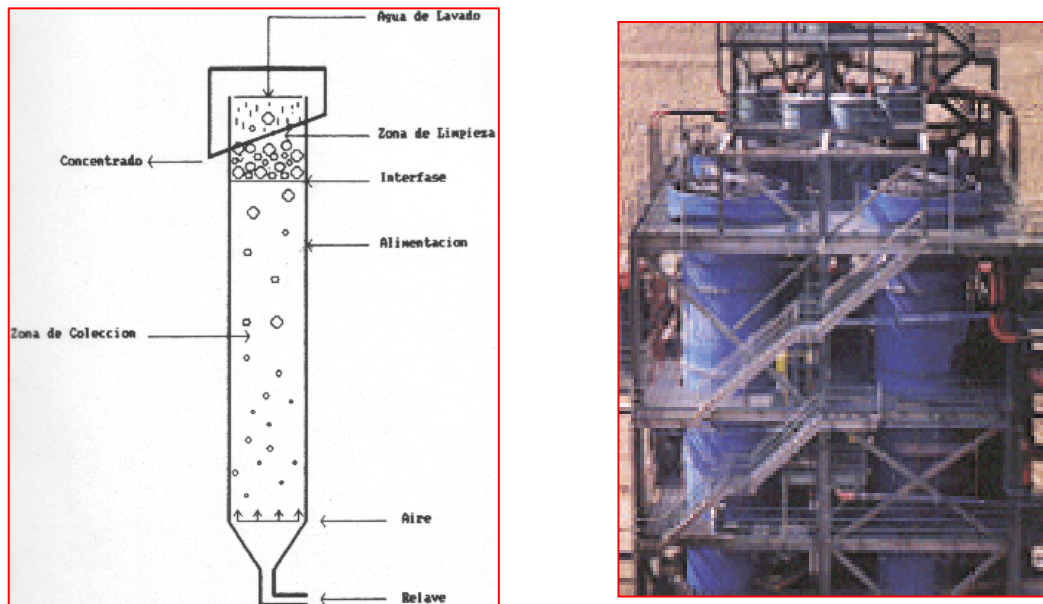 Agua de Lavado
Zona de Limpieza
Concentrado
Interfase
Alimentacion
Zona de Coleccion
Aire
Relave